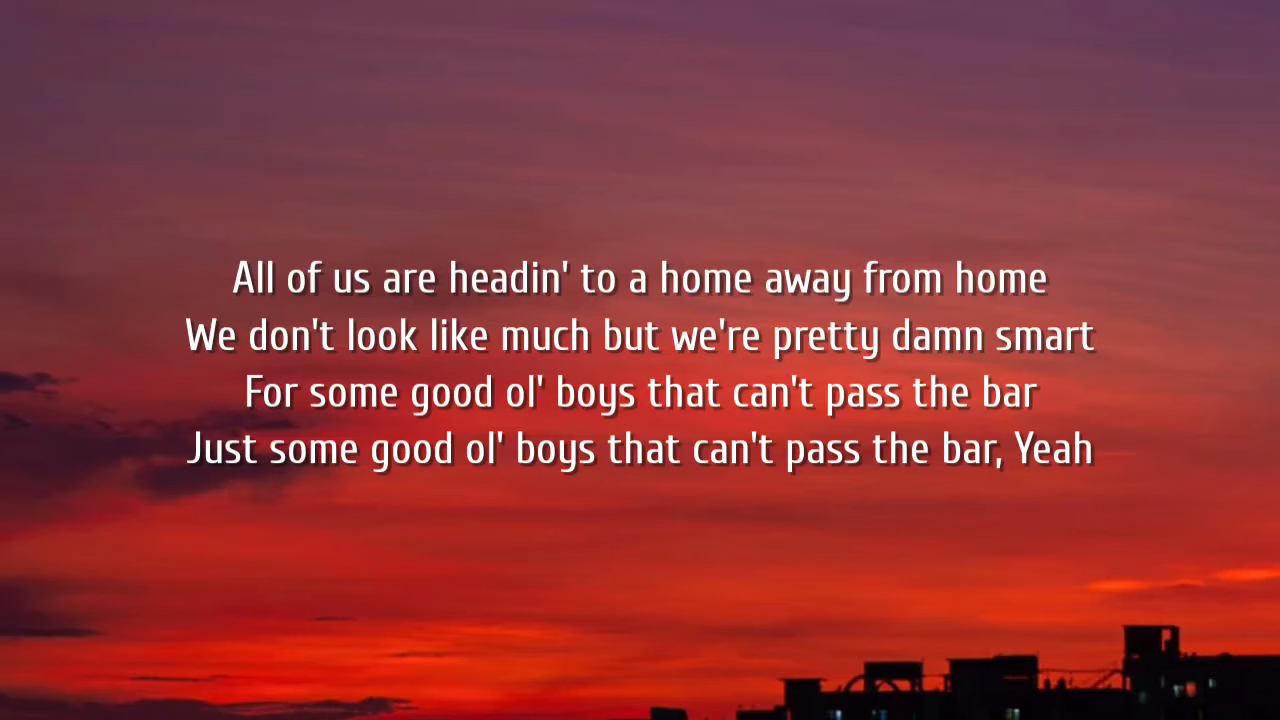 All of us are headin' to a home away from home
We don't look like much but we're pretty damn smart
For some good ol' boys that can't pass the bar
Just some good ol' boys that can't pass the bar, Yeah